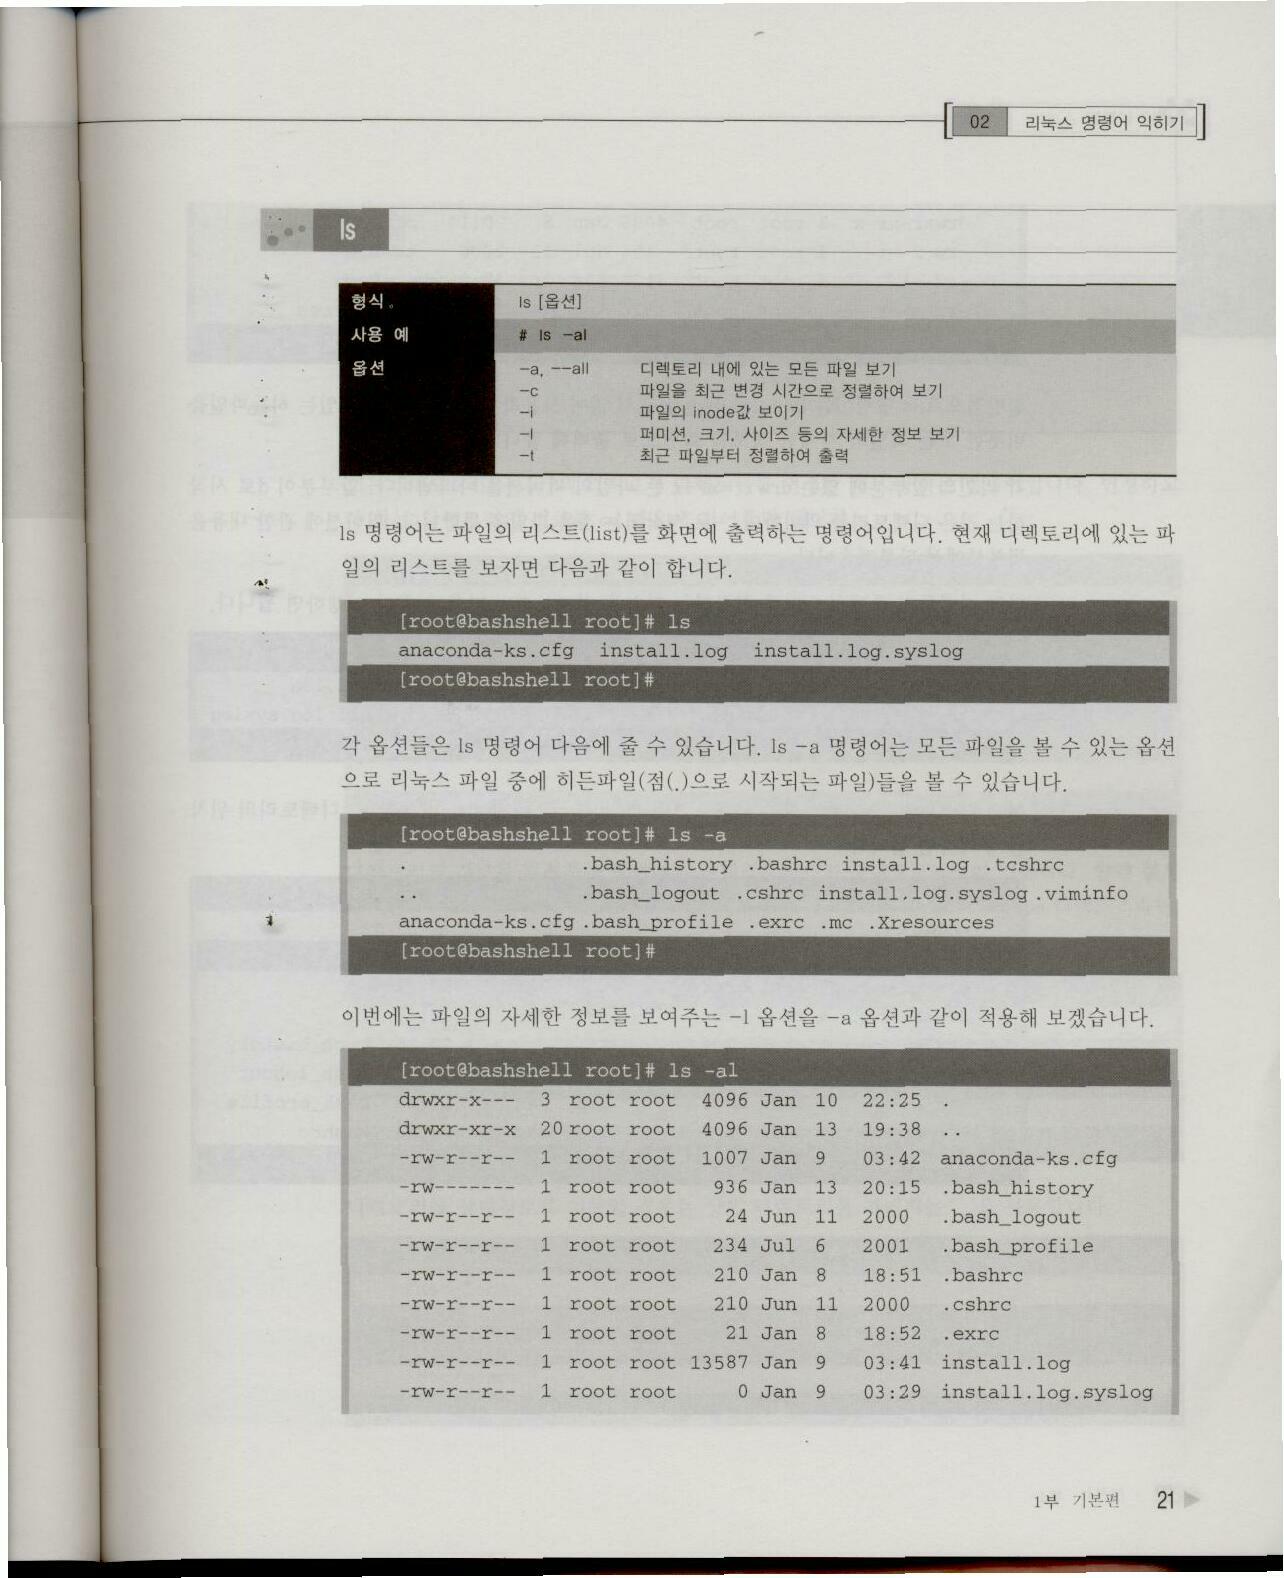 02 리눅스 명령어 익히기
ls
형식。 ls [옵션]
사용 예 # ls -al
옵션 -a, --all 디렉토리 내에 있는 모든 파일 보기
-c 파일을 최근 변경 시간으로 정렬하여 보기
-i 파일의 inode값 보이기
-l 퍼미션, 크기, 사이즈 등의 자세한 정보 보기
-t 최근 파일부터 정렬하여 출력
ls 명령어는 파일의 리스트(list)를 화면에 출력하는 명령어입니다. 현재 디렉토리에 있는 파
일의 리스트를 보자면 다음과 같이 합니다.
[root@bashshell root]# ls
anaconda-ks.cfg install.log install.log.syslog
[root@bashshell root]#
각 옵션들은 ls 명령어 다음에 줄 수 있습니다. ls -a 명령어는 모든 파일을 볼 수 있는 옵션
으로 리눅스 파일 중에 히든파일(점(.)으로 시작되는 파일)들을 볼 수 있습니다.
[root@bashshell root]# ls -a
. .bash_history .bashrc install.log .tcshrc
.. .bash_logout .cshrc install.log.syslog .viminfo
anaconda-ks.cfg .bash_profile .exrc .mc .Xresources
[root@bashshell root]#
이번에는 파일의 자세한 정보를 보여주는 -l 옵션을 -a 옵션과 같이 적용해 보겠습니다.
[root@bashshell root]# ls -al
drwxr-x--- 3 root root 4096 Jan 10 22:25 .
drwxr-xr-x 20 root root 4096 Jan 13 19:38 ..
-rw-r--r-- 1 root root 1007 Jan 9 03:42 anaconda-ks.cfg
-rw------- 1 root root 936 Jan 13 20:15 .bash_history
-rw-r--r-- 1 root root 24 Jun 11 2000 .bash_logout
-rw-r--r-- 1 root root 234 Jul 6 2001 .bash_profile
-rw-r--r-- 1 root root 210 Jan 8 18:51 .bashrc
-rw-r--r-- 1 root root 210 Jun 11 2000 .cshrc
-rw-r--r-- 1 root root 21 Jan 8 18:52 .exrc
-rw-r--r-- 1 root root 13587 Jan 9 03:41 install.log
-rw-r--r-- 1 root root 0 Jan 9 03:29 install.log.syslog
1부 기본편 21